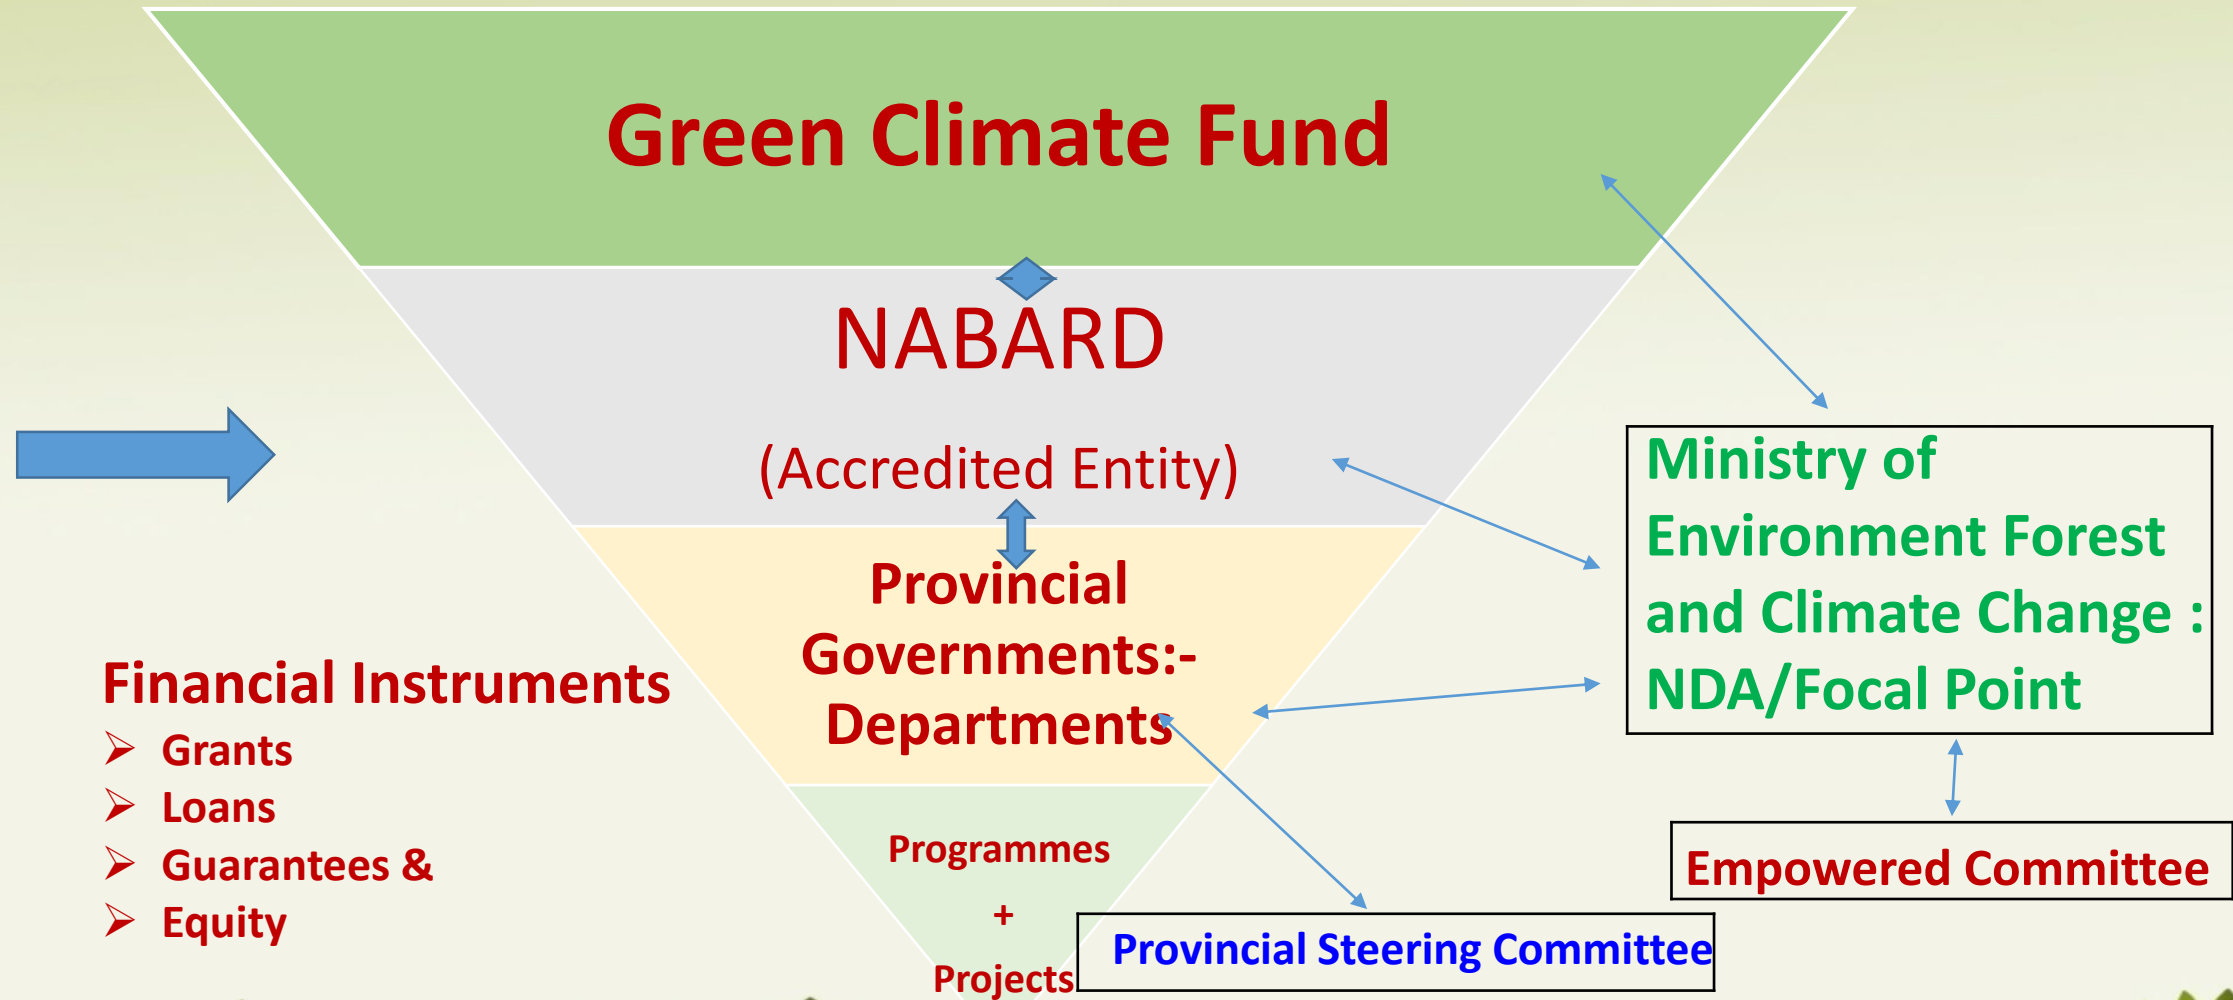 Green Climate Fund
NABARD
(Accredited Entity)
Provincial
Governments:-
Departments
Programmes
+
Projects
Financial Instruments
➢ Grants
➢ Loans
➢ Guarantees &
➢ Equity
Ministry of
Environment Forest
and Climate Change :
NDA/Focal Point
Empowered Committee
Provincial Steering Committee